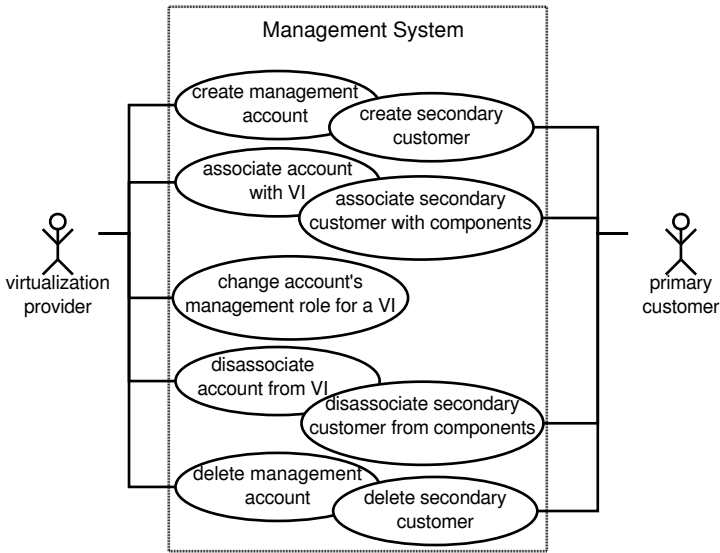 Management System
create management
account
create secondary
customer
associate account
with VI
associate secondary
customer with components
virtualization
provider
primary
customer
change account's
management role for a VI
disassociate
account from VI
disassociate secondary
customer from components
delete management
account
delete secondary
customer